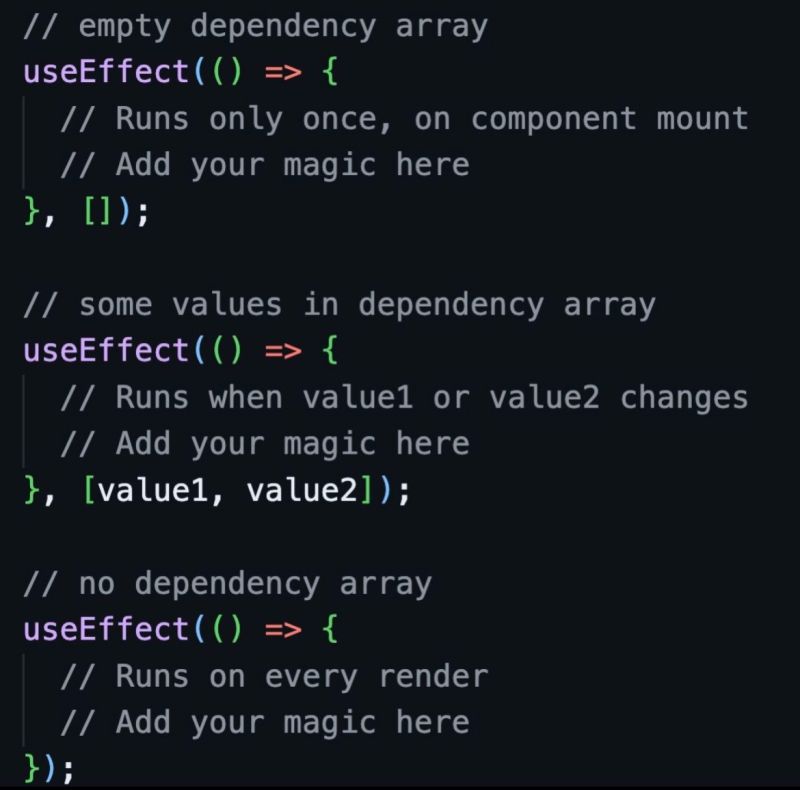 // empty dependency array
useEffect(() => {
  // Runs only once, on component mount
  // Add your magic here
}, []);

// some values in dependency array
useEffect(() => {
  // Runs when value1 or value2 changes
  // Add your magic here
}, [value1, value2]);

// no dependency array
useEffect(() => {
  // Runs on every render
  // Add your magic here
});